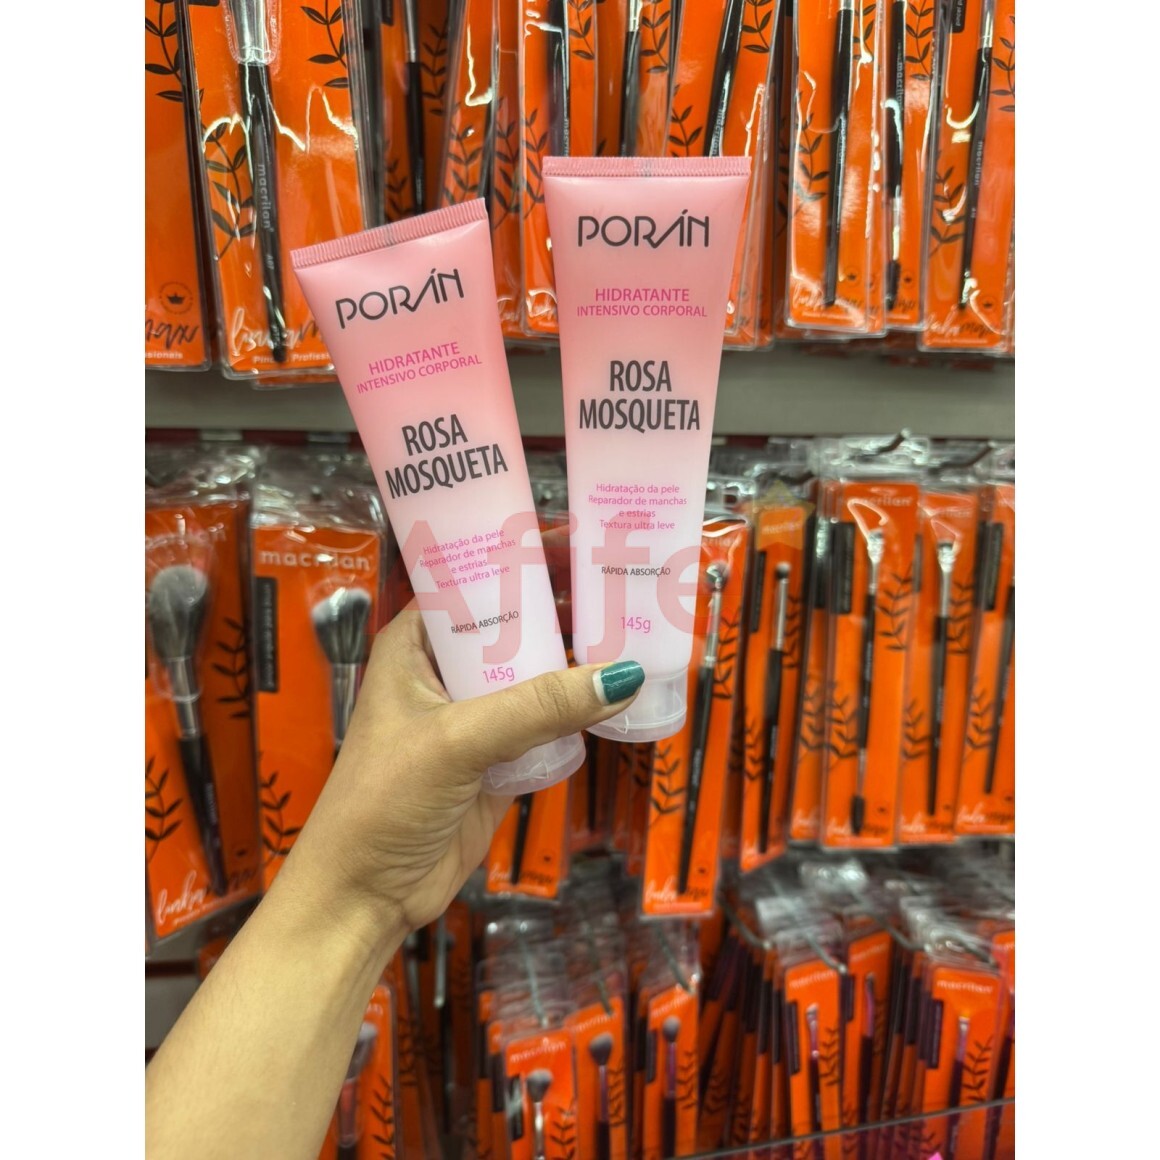 PORÁN
HIDRATANTE
INTENSIVO CORPORAL
ROSA
MOSQUETA
Hidratação da pele
Reparador de manchas
e estrias
Textura ultra leve
RÁPIDA ABSORÇÃO
145g
PORÁN
HIDRATANTE
INTENSIVO CORPORAL
ROSA
MOSQUETA
Hidratação da pele
Reparador de manchas
e estrias
Textura ultra leve
RÁPIDA ABSORÇÃO
145g
Afife
macrilan
macrilan
macrilan
macrilan